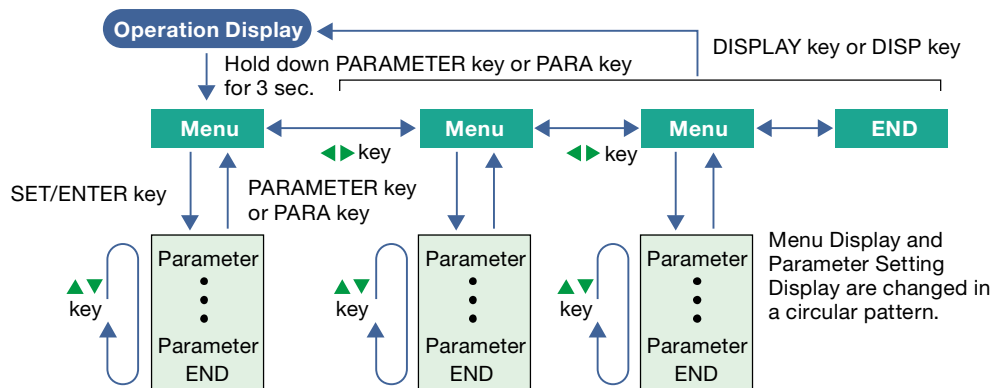 Operation Display
DISPLAY key or DISP key
Hold down PARAMETER key or PARA key
for 3 sec.
Menu
Menu
Menu
END
key
key
SET/ENTER key
PARAMETER key
or PARA key
Parameter
Parameter
END
key
Parameter
Parameter
END
key
Parameter
Parameter
END
key
Menu Display and
Parameter Setting
Display are changed in
a circular pattern.